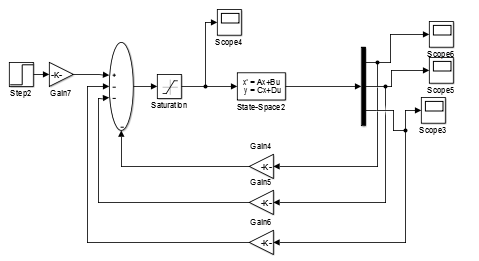 Scope4
Scope6
Scope5
Scope3
Step2
-K-
Gain7
+
−
−
−
Saturation
x' = Ax+Bu
y = Cx+Du
State-Space2
Gain4
-K-
Gain5
-K-
Gain6
-K-